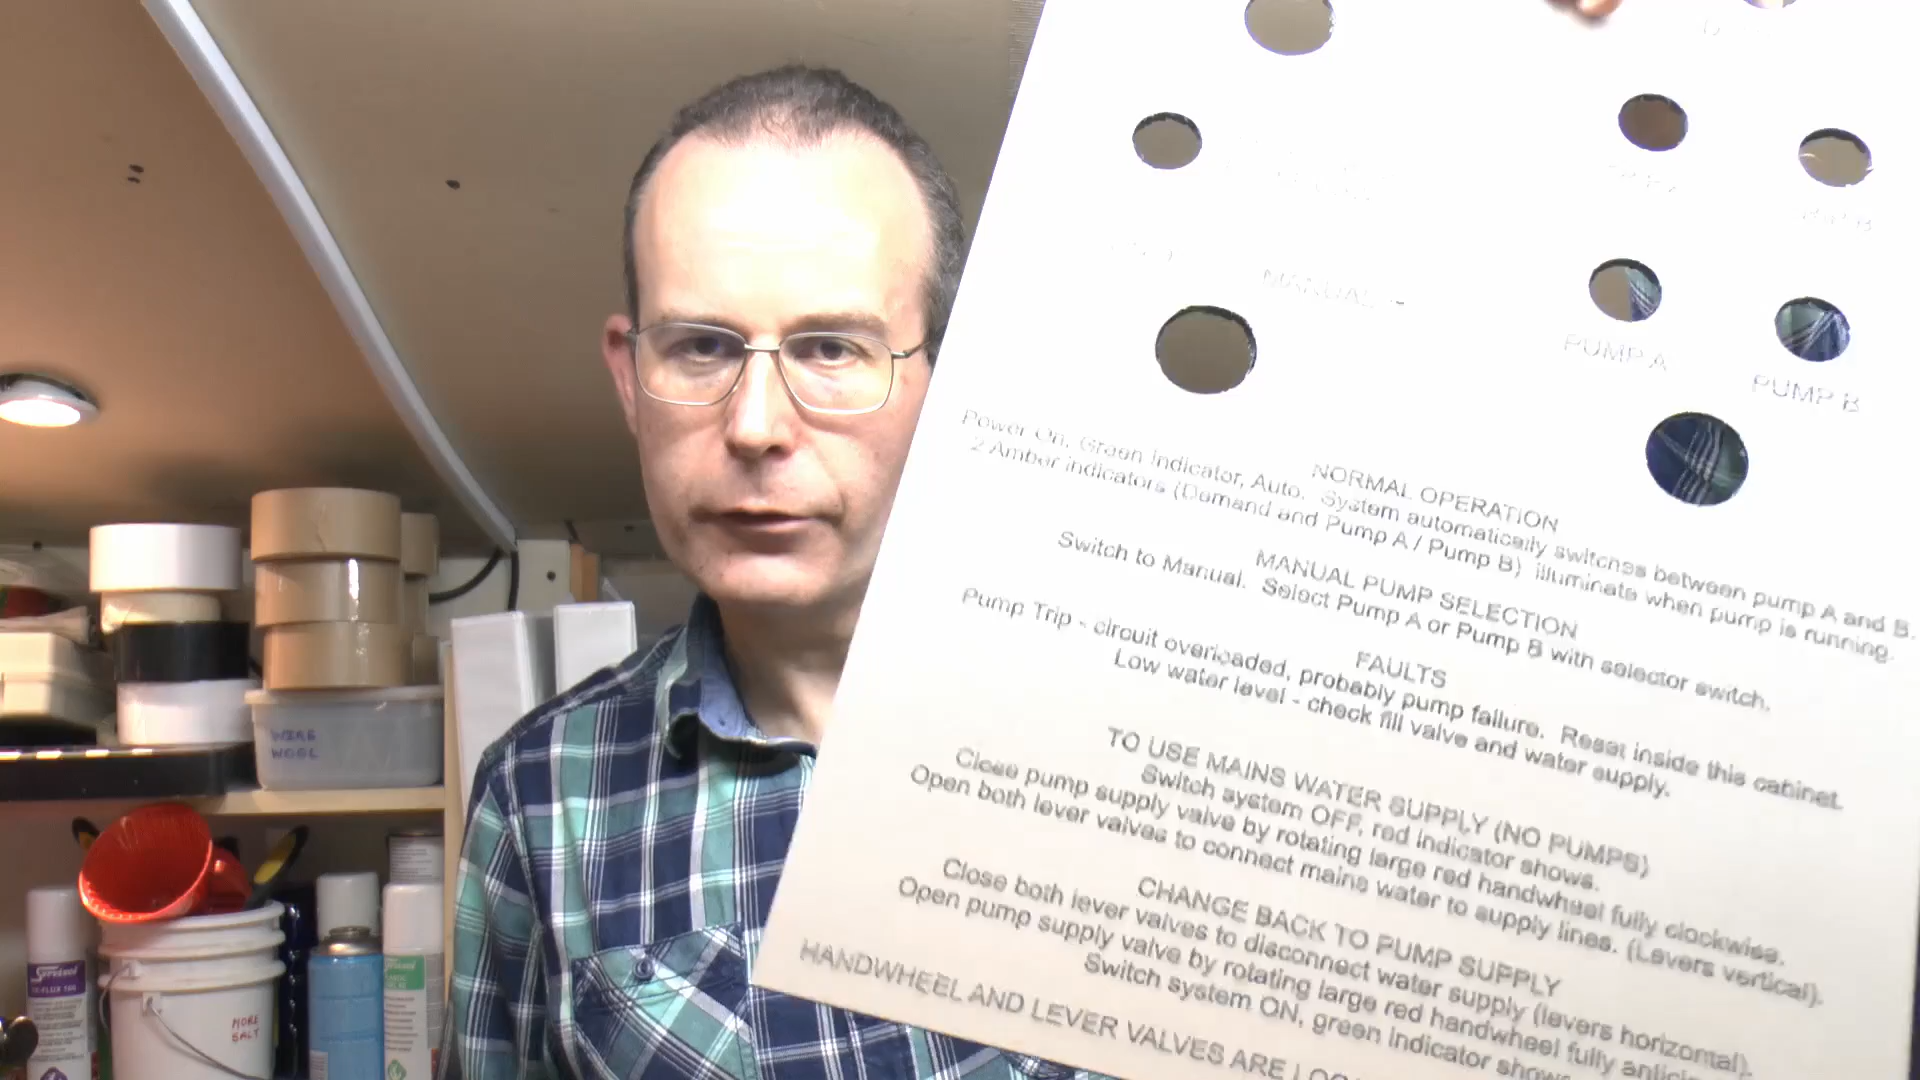 MANUAL
PUMP A
PUMP B
NORMAL OPERATION
Power On, Green indicator, Auto. System automatically switches between pump A and B.
2 Amber indicators (Demand and Pump A / Pump B) illuminate when pump is running.
MANUAL PUMP SELECTION
Switch to Manual. Select Pump A or Pump B with selector switch.
FAULTS
Pump Trip - circuit overloaded, probably pump failure. Reset inside this cabinet.
Low water level - check fill valve and water supply.
TO USE MAINS WATER SUPPLY (NO PUMPS)
Switch system OFF, red indicator shows.
Close pump supply valve by rotating large red handwheel fully clockwise.
Open both lever valves to connect mains water to supply lines. (Levers vertical).
CHANGE BACK TO PUMP SUPPLY
Close both lever valves to disconnect water supply (levers horizontal).
Open pump supply valve by rotating large red handwheel fully
Switch system ON, green indicator
HANDWHEEL AND LEVER VALVES ARE
WIRE
WOOL
Servisol
Servisol
MORE
SALT